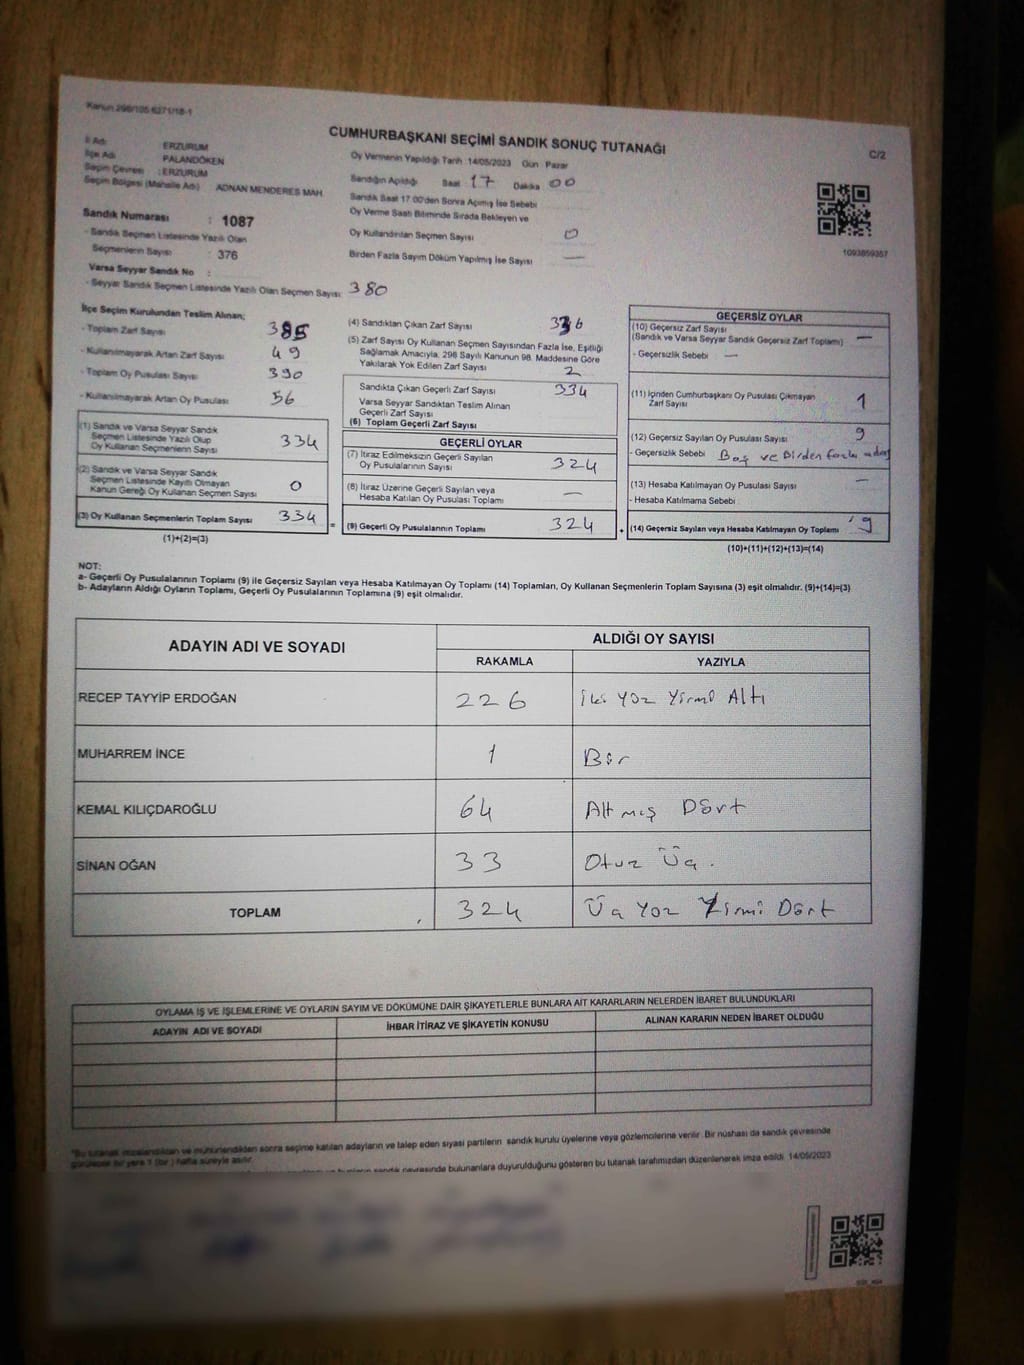 Kanun 298/105 6271/18-1
CUMHURBAŞKANI SEÇİMİ SANDIK SONUÇ TUTANAĞI
C/2
İl Adı : ERZURUM
İlçe Adı : PALANDÖKEN
Seçim Çevresi : ERZURUM
Seçim Bölgesi (Mahalle Adı) : ADNAN MENDERES MAH.
Sandık Numarası : 1087
- Sandık Seçmen Listesinde Yazılı Olan
Seçmenlerin Sayısı : 376
Varsa Seyyar Sandık No :
- Seyyar Sandık Seçmen Listesinde Yazılı Olan Seçmen Sayısı: 380
Oy Vermenin Yapıldığı Tarih 14/05/2023 Gün Pazar
Sandığın Açıldığı Saat 17 Dakika 00
Sandık Saat 17.00'den Sonra Açılmış İse Sebebi
Oy Verme Saati Bitiminde Sırada Bekleyen ve
Oy Kullandırılan Seçmen Sayısı 0
Birden Fazla Sayım Döküm Yapılmış İse Sayısı —
1093859357
İlçe Seçim Kurulundan Teslim Alınan;
- Toplam Zarf Sayısı 385
- Kullanılmayarak Artan Zarf Sayısı 49
- Toplam Oy Pusulası Sayısı 390
- Kullanılmayarak Artan Oy Pusulası 56
(1) Sandık ve Varsa Seyyar Sandık
Seçmen Listesinde Yazılı Olup
Oy Kullanan Seçmenlerin Sayısı 334
(2) Sandık ve Varsa Seyyar Sandık
Seçmen Listesinde Kayıtlı Olmayan
Kanun Gereği Oy Kullanan Seçmen Sayısı 0
(3) Oy Kullanan Seçmenlerin Toplam Sayısı 334 =
(1)+(2)=(3)
(4) Sandıktan Çıkan Zarf Sayısı 336
(5) Zarf Sayısı Oy Kullanan Seçmen Sayısından Fazla İse, Eşitliği
Sağlamak Amacıyla, 298 Sayılı Kanunun 98. Maddesine Göre
Yakılarak Yok Edilen Zarf Sayısı 2
Sandıkta Çıkan Geçerli Zarf Sayısı 334
Varsa Seyyar Sandıktan Teslim Alınan
Geçerli Zarf Sayısı
(6) Toplam Geçerli Zarf Sayısı
GEÇERLİ OYLAR
(7) İtiraz Edilmeksizin Geçerli Sayılan
Oy Pusulalarının Sayısı 324
(8) İtiraz Üzerine Geçerli Sayılan veya
Hesaba Katılan Oy Pusulası Toplamı —
(9) Geçerli Oy Pusulalarının Toplamı 324 +
GEÇERSİZ OYLAR
(10) Geçersiz Zarf Sayısı
(Sandık ve Varsa Seyyar Sandık Geçersiz Zarf Toplamı) —
- Geçersizlik Sebebi : —
(11) İçinden Cumhurbaşkanı Oy Pusulası Çıkmayan
Zarf Sayısı 1
(12) Geçersiz Sayılan Oy Pusulası Sayısı 9
- Geçersizlik Sebebi : Boş ve Birden fazla aday
(13) Hesaba Katılmayan Oy Pusulası Sayısı —
- Hesaba Katılmama Sebebi :
(14) Geçersiz Sayılan veya Hesaba Katılmayan Oy Toplamı 9
(10)+(11)+(12)+(13)=(14)
NOT:
a- Geçerli Oy Pusulalarının Toplamı (9) ile Geçersiz Sayılan veya Hesaba Katılmayan Oy Toplamı (14) Toplamları, Oy Kullanan Seçmenlerin Toplam Sayısına (3) eşit olmalıdır. (9)+(14)=(3)
b- Adayların Aldığı Oyların Toplamı, Geçerli Oy Pusulalarının Toplamına (9) eşit olmalıdır.
ADAYIN ADI VE SOYADI ALDIĞI OY SAYISI
RAKAMLA YAZIYLA
RECEP TAYYİP ERDOĞAN 226 İki Yüz Yirmi Altı
MUHARREM İNCE 1 Bir
KEMAL KILIÇDAROĞLU 64 Altmış Dört
SİNAN OĞAN 33 Otuz Üç.
TOPLAM 324 Üç Yüz Yirmi Dört
OYLAMA İŞ VE İŞLEMLERİNE VE OYLARIN SAYIM VE DÖKÜMÜNE DAİR ŞİKAYETLERLE BUNLARA AİT KARARLARIN NELERDEN İBARET BULUNDUKLARI
ADAYIN ADI VE SOYADI İHBAR İTİRAZ VE ŞİKAYETİN KONUSU ALINAN KARARIN NEDEN İBARET OLDUĞU
*Bu tutanak imzalandıktan ve mühürlendikten sonra seçime katılan adayların ve talep eden siyasi partilerin sandık kurulu üyelerine veya gözlemcilerine verilir. Bir nüshası da sandık çevresinde
görülecek bir yere 1 (bir) hafta süreyle asılır.
sandık çevresinde bulunanlara duyurulduğunu gösteren bu tutanak tarafımızdan düzenlenerek imza edildi. 14/05/2023